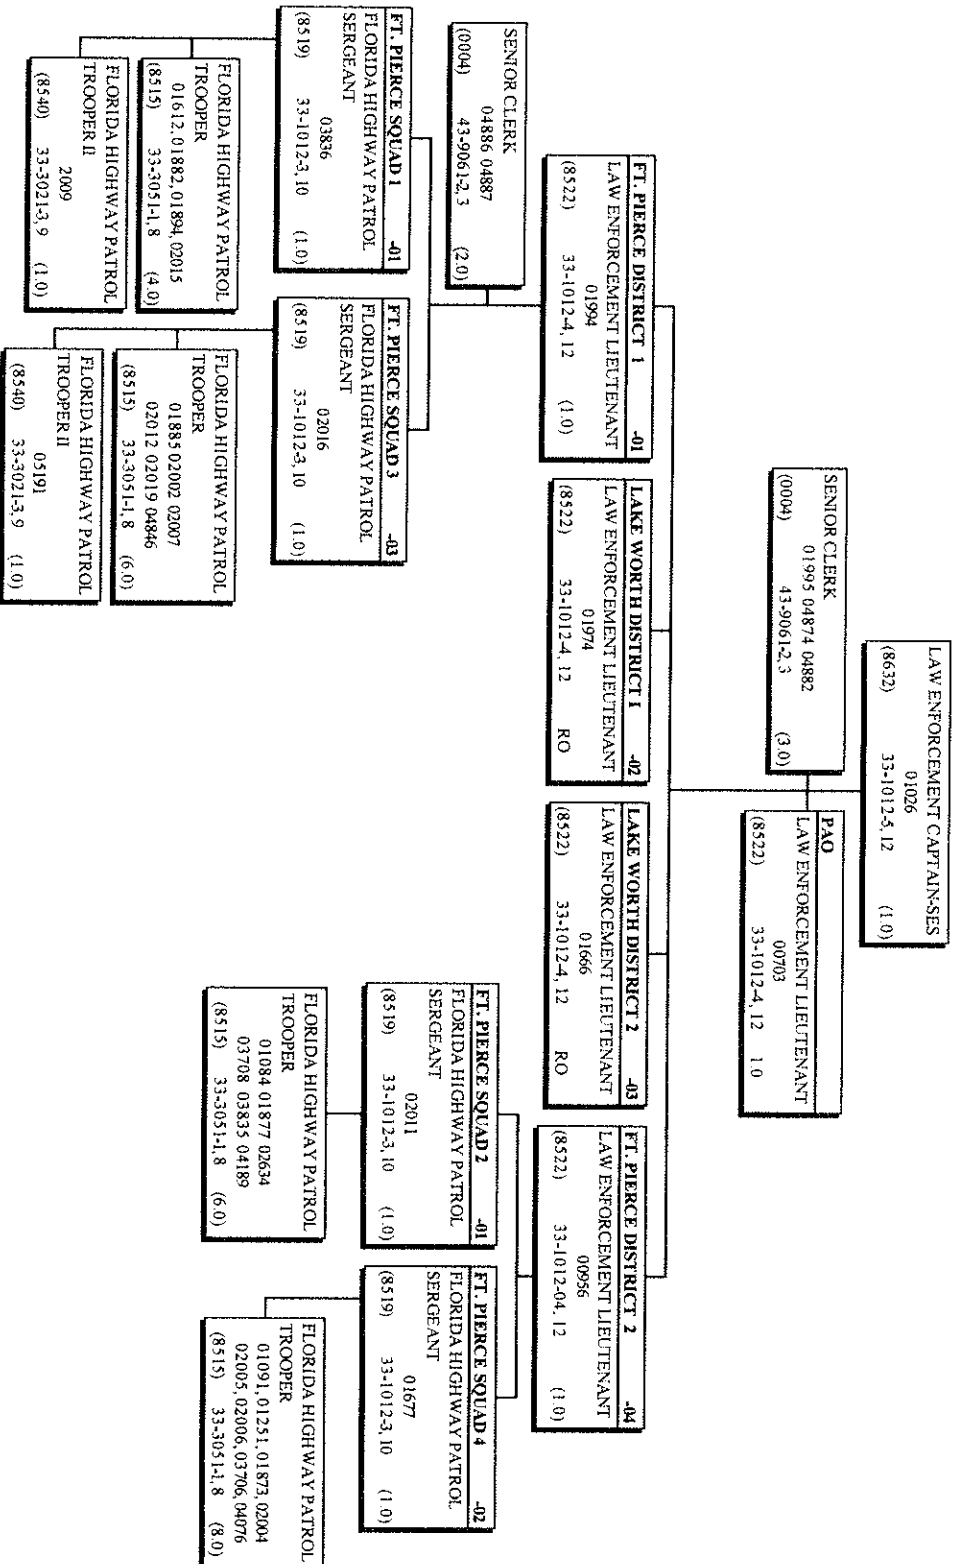 LAW ENFORCEMENT CAPTAIN-SES
01026
(8632) 33-1012-5, 12 (1.0)
SENIOR CLERK
01995 04874 04882
(0004) 43-9061-2, 3 (3.0)
PAO
LAW ENFORCEMENT LIEUTENANT
00703
(8522) 33-1012-4, 12 1.0
FT. PIERCE DISTRICT 1 -01
LAW ENFORCEMENT LIEUTENANT
01994
(8522) 33-1012-4, 12 (1.0)
LAKE WORTH DISTRICT 1 -02
LAW ENFORCEMENT LIEUTENANT
01974
(8522) 33-1012-4, 12 RO
LAKE WORTH DISTRICT 2 -03
LAW ENFORCEMENT LIEUTENANT
01666
(8522) 33-1012-4, 12 RO
FT. PIERCE DISTRICT 2 -04
LAW ENFORCEMENT LIEUTENANT
00956
(8522) 33-1012-04, 12 (1.0)
SENIOR CLERK
04886 04887
(0004) 43-9061-2, 3 (2.0)
FT. PIERCE SQUAD 1 -01
FLORIDA HIGHWAY PATROL
SERGEANT
03836
(8519) 33-1012-3, 10 (1.0)
FLORIDA HIGHWAY PATROL
TROOPER
01612, 01882, 01894, 02015
(8515) 33-3051-1, 8 (4.0)
FLORIDA HIGHWAY PATROL
TROOPER II
2009
(8540) 33-3021-3, 9 (1.0)
FT. PIERCE SQUAD 3 -03
FLORIDA HIGHWAY PATROL
SERGEANT
02016
(8519) 33-1012-3, 10 (1.0)
FLORIDA HIGHWAY PATROL
TROOPER
01885 02002 02007
02012 02019 04846
(8515) 33-3051-1, 8 (6.0)
FLORIDA HIGHWAY PATROL
TROOPER II
05191
(8540) 33-3021-3, 9 (1.0)
FT. PIERCE SQUAD 2 -01
FLORIDA HIGHWAY PATROL
SERGEANT
02011
(8519) 33-1012-3, 10 (1.0)
FLORIDA HIGHWAY PATROL
TROOPER
01084 01877 02634
03708 03835 04189
(8515) 33-3051-1, 8 (6.0)
FT. PIERCE SQUAD 4 -02
FLORIDA HIGHWAY PATROL
SERGEANT
01677
(8519) 33-1012-3, 10 (1.0)
FLORIDA HIGHWAY PATROL
TROOPER
01091, 01251, 01873, 02004
02005, 02006, 03706, 04076
(8515) 33-3051-1, 8 (8.0)